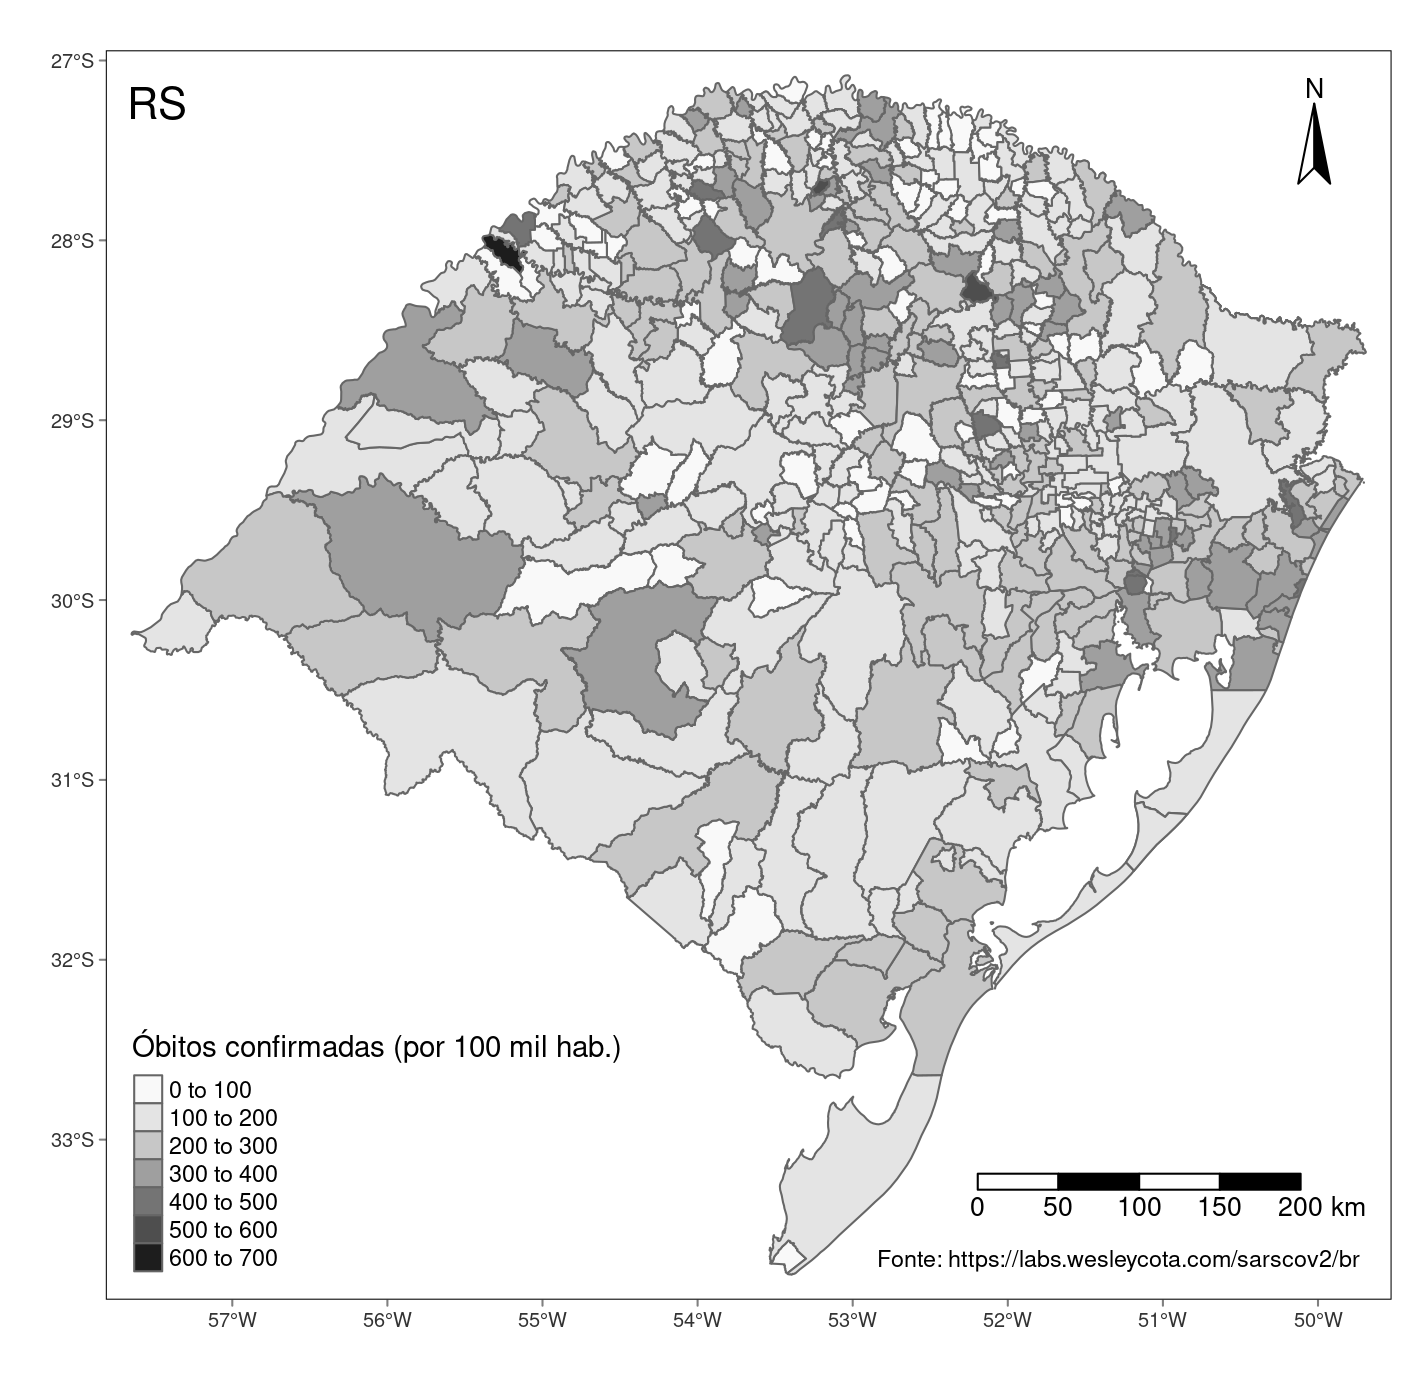 RS
N
27°S
28°S
29°S
30°S
31°S
32°S
33°S
Óbitos confirmadas (por 100 mil hab.)
0 to 100
100 to 200
200 to 300
300 to 400
400 to 500
500 to 600
600 to 700
0 50 100 150 200 km
Fonte: https://labs.wesleycota.com/sarscov2/br
57°W 56°W 55°W 54°W 53°W 52°W 51°W 50°W